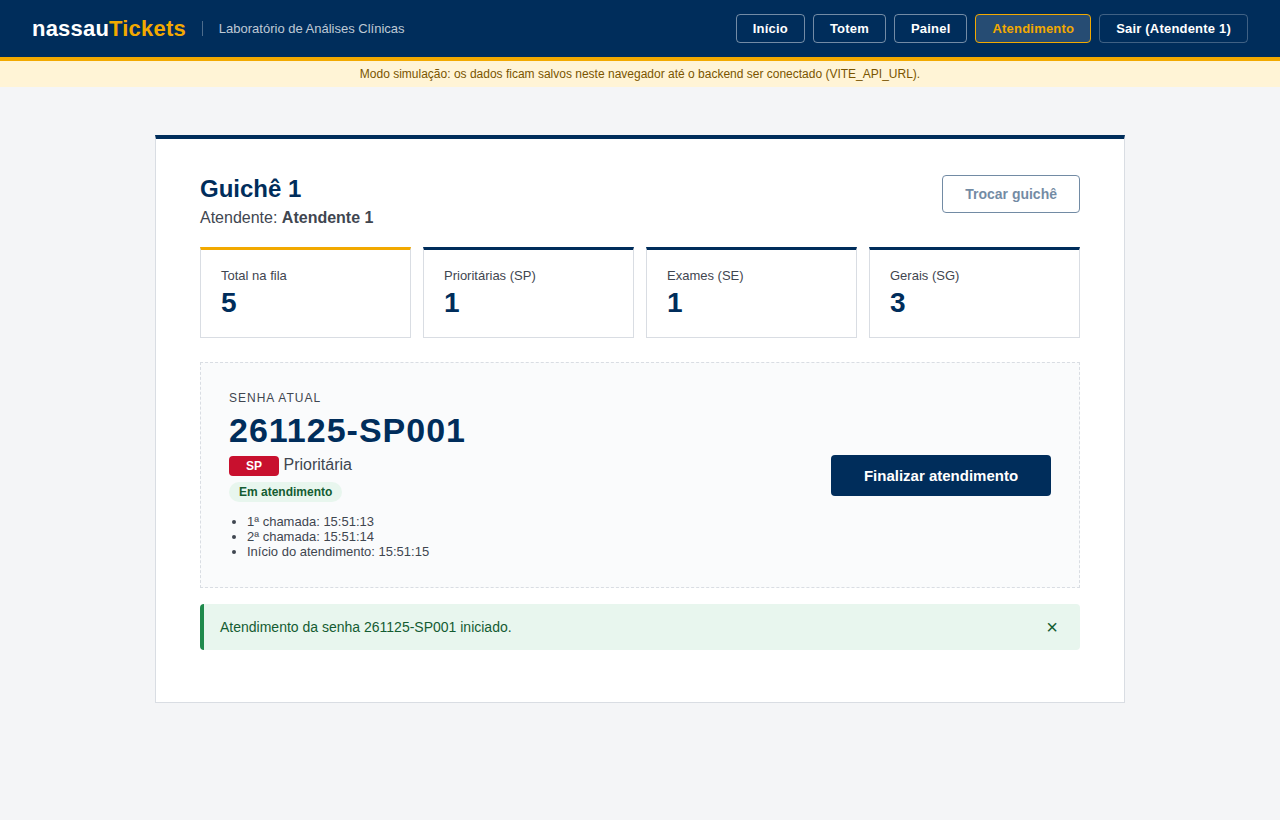 nassauTickets
Laboratório de Análises Clínicas
Início
Totem
Painel
Atendimento
Sair (Atendente 1)
Modo simulação: os dados ficam salvos neste navegador até o backend ser conectado (VITE_API_URL).
Guichê 1
Atendente: Atendente 1
Trocar guichê
Total na fila
5
Prioritárias (SP)
1
Exames (SE)
1
Gerais (SG)
3
SENHA ATUAL
261125-SP001
SP Prioritária
Em atendimento
1ª chamada: 15:51:13
2ª chamada: 15:51:14
Início do atendimento: 15:51:15
Finalizar atendimento
Atendimento da senha 261125-SP001 iniciado.
×